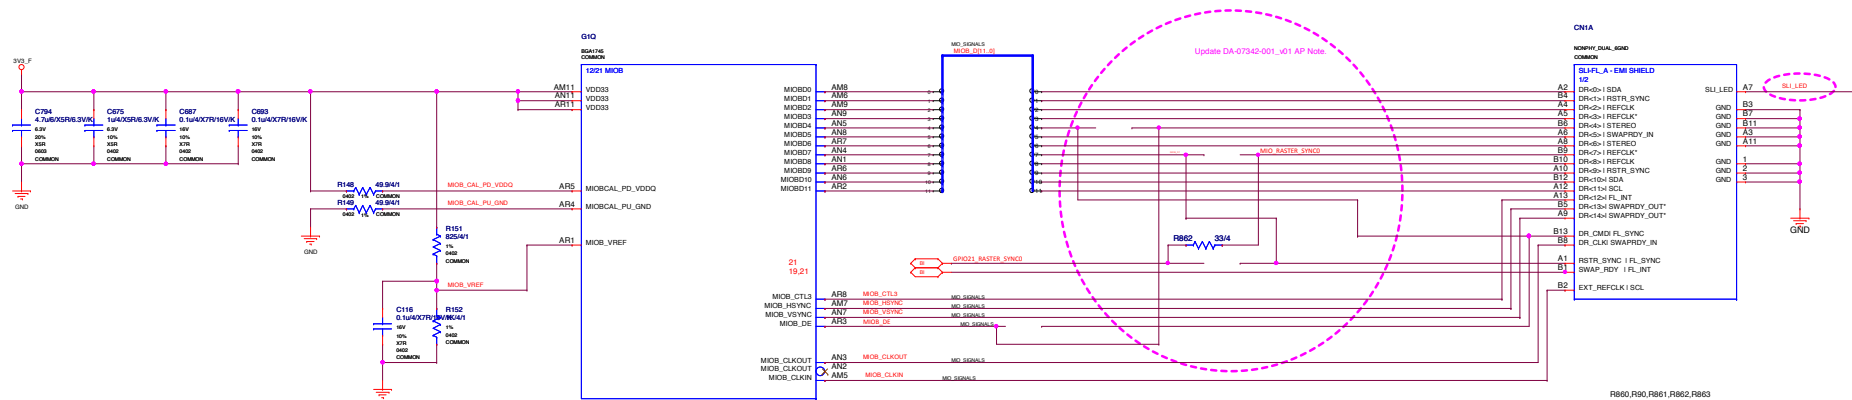 G1Q
BGA1745
COMMON
12/21 MIOB
3V3_F
C794
4.7u/6/X5R/6.3V/K
6.3V
20%
X5R
0603
COMMON
C675
1u/4/X5R/6.3V/K
6.3V
10%
X5R
0402
COMMON
C687
0.1u/4/X7R/16V/K
16V
10%
X7R
0402
COMMON
C693
0.1u/4/X7R/16V/K
16V
10%
X7R
0402
COMMON
GND
AM11 VDD33
AN11 VDD33
AR11 VDD33
R148 49.9/4/1
0402 1% COMMON
MIOB_CAL_PD_VDDQ
AR5 MIOBCAL_PD_VDDQ
R149 49.9/4/1
0402 1% COMMON
MIOB_CAL_PU_GND
AR4 MIOBCAL_PU_GND
GND
R151
825/4/1
1%
0402
COMMON
AR1 MIOB_VREF
MIOB_VREF
C116
0.1u/4/X7R/16V/K
16V
10%
X7R
0402
COMMON
R152
1%
0402
COMMON
MIOBD0 AM8
MIOBD1 AM6
MIOBD2 AM9
MIOBD3 AN9
MIOBD4 AN5
MIOBD5 AN8
MIOBD6 AR7
MIOBD7 AN4
MIOBD8 AN1
MIOBD9 AR6
MIOBD10 AN6
MIOBD11 AR2
21
19,21
MIOB_CTL3 AR8 MIOB_CTL3 MIO_SIGNALS
MIOB_HSYNC AM7 MIOB_HSYNC MIO_SIGNALS
MIOB_VSYNC AN7 MIOB_VSYNC MIO_SIGNALS
MIOB_DE AR3 MIOB_DE MIO_SIGNALS
MIOB_CLKOUT AN3 MIOB_CLKOUT MIO_SIGNALS
MIOB_CLKOUT AN2
MIOB_CLKIN AM5 MIOB_CLKIN MIO_SIGNALS
MIO_SIGNALS
MIOB_D[11..0]
Update DA-07342-001_v01 AP Note.
MIO_RASTER_SYNC0
R862 33/4
BI GPIO21_RASTER_SYNC0
BI
CN1A
NONPHY_DUAL_6GND
COMMON
SLI-FL_A - EMI SHIELD
1/2
A2 DR<0> | SDA
B4 DR<1> | RSTR_SYNC
A4 DR<2> | REFCLK
A5 DR<3> | REFCLK*
B6 DR<4> | STEREO
A6 DR<5> | SWAPRDY_IN
A8 DR<6> | STEREO
B9 DR<7> | REFCLK*
B10 DR<8> | REFCLK
A10 DR<9> | RSTR_SYNC
B12 DR<10>| SDA
A12 DR<11>| SCL
A13 DR<12>| FL_INT
B5 DR<13>| SWAPRDY_OUT*
A9 DR<14>| SWAPRDY_OUT*
B13 DR_CMD| FL_SYNC
B8 DR_CLK| SWAPRDY_IN
A1 RSTR_SYNC | FL_SYNC
B1 SWAP_RDY | FL_INT
B2 EXT_REFCLK | SCL
SLI_LED A7 SLI_LED
GND B3
GND B7
GND B11
GND A3
GND A11
GND 1
GND 2
GND 3
GND
R860,R90,R861,R862,R863